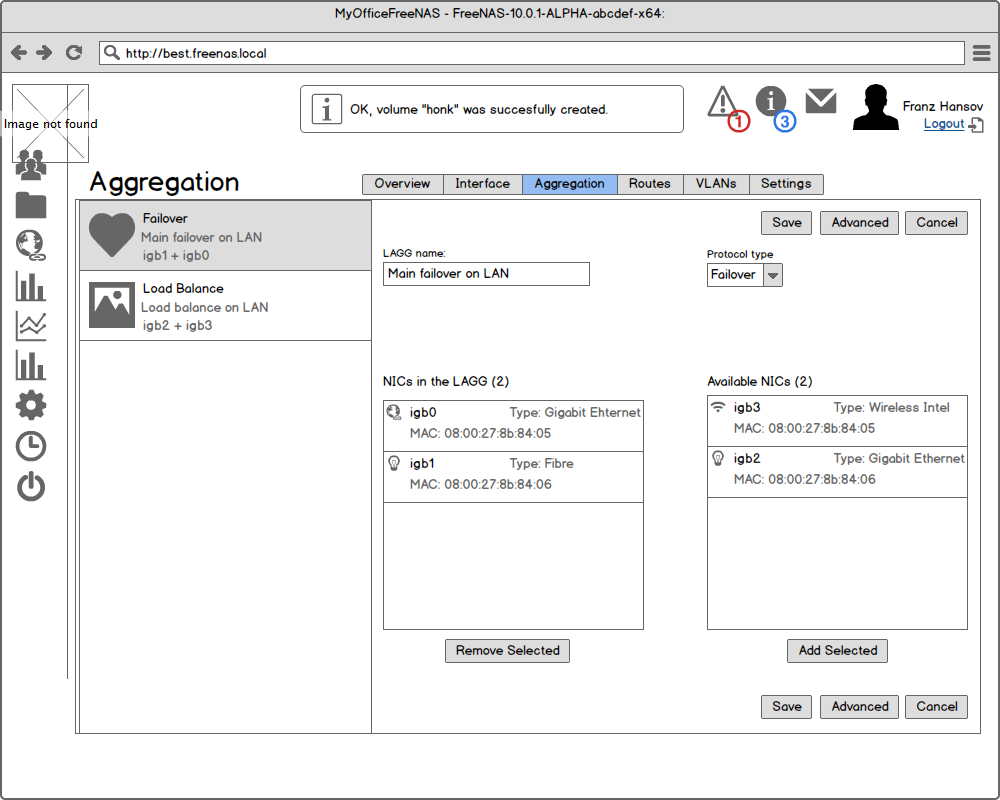 MyOfficeFreeNAS - FreeNAS-10.0.1-ALPHA-abcdef-x64:
http://best.freenas.local
Image not found
OK, volume "honk" was succesfully created.
1
3
Franz Hansov
Logout
Aggregation
Overview Interface Aggregation Routes VLANs Settings
Failover
Main failover on LAN
igb1 + igb0
Load Balance
Load balance on LAN
igb2 + igb3
Save Advanced Cancel
LAGG name:
Main failover on LAN
Protocol type
Failover
NICs in the LAGG (2)
igb0 Type: Gigabit Ehternet
MAC: 08:00:27:8b:84:05
igb1 Type: Fibre
MAC: 08:00:27:8b:84:06
Remove Selected
Available NICs (2)
igb3 Type: Wireless Intel
MAC: 08:00:27:8b:84:05
igb2 Type: Gigabit Ethernet
MAC: 08:00:27:8b:84:06
Add Selected
Save Advanced Cancel